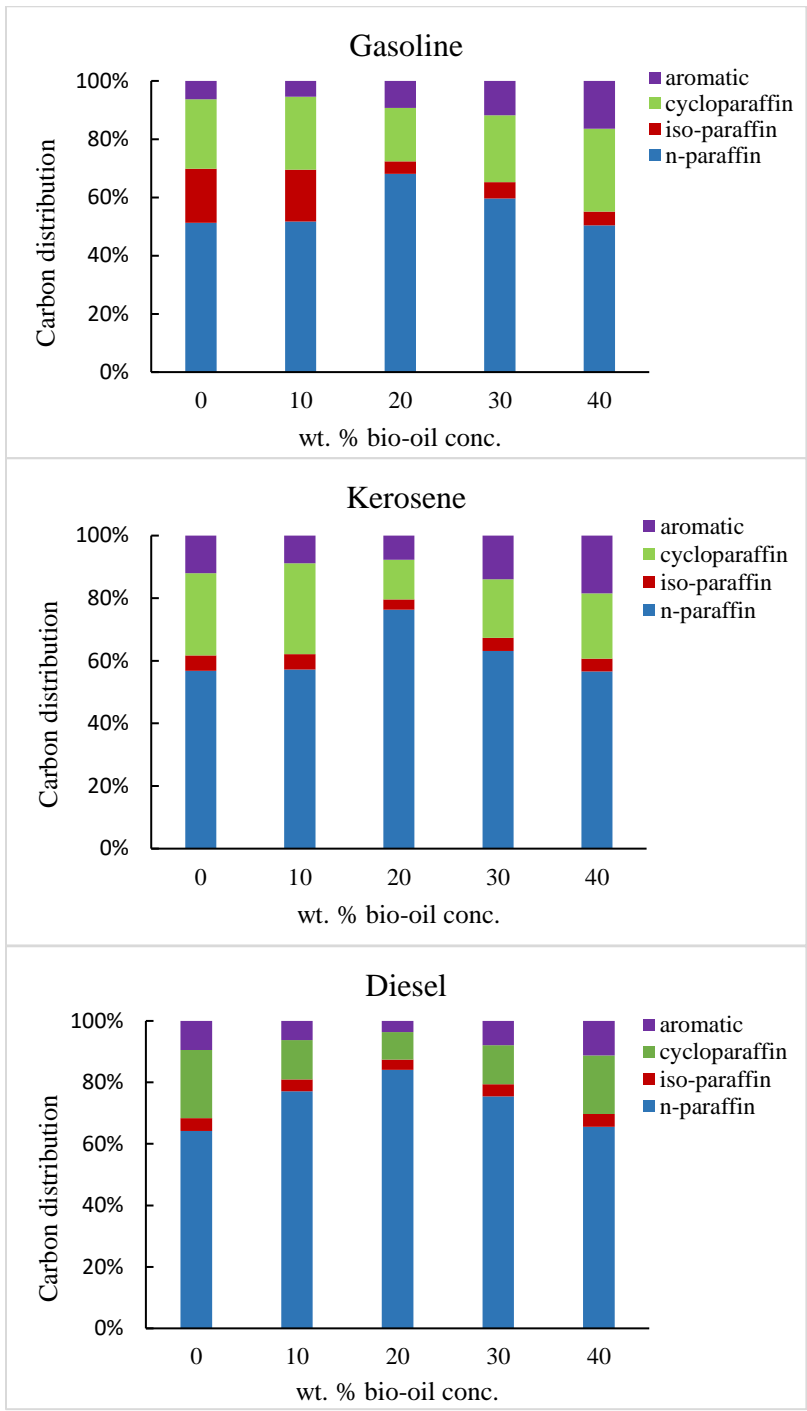 Gasoline
100%
80%
60%
40%
20%
0%
Carbon distribution
0 10 20 30 40
wt. % bio-oil conc.
aromatic
cycloparaffin
iso-paraffin
n-paraffin
Kerosene
100%
80%
60%
40%
20%
0%
Carbon distribution
0 10 20 30 40
wt. % bio-oil conc.
aromatic
cycloparaffin
iso-paraffin
n-paraffin
Diesel
100%
80%
60%
40%
20%
0%
Carbon distribution
0 10 20 30 40
wt. % bio-oil conc.
aromatic
cycloparaffin
iso-paraffin
n-paraffin